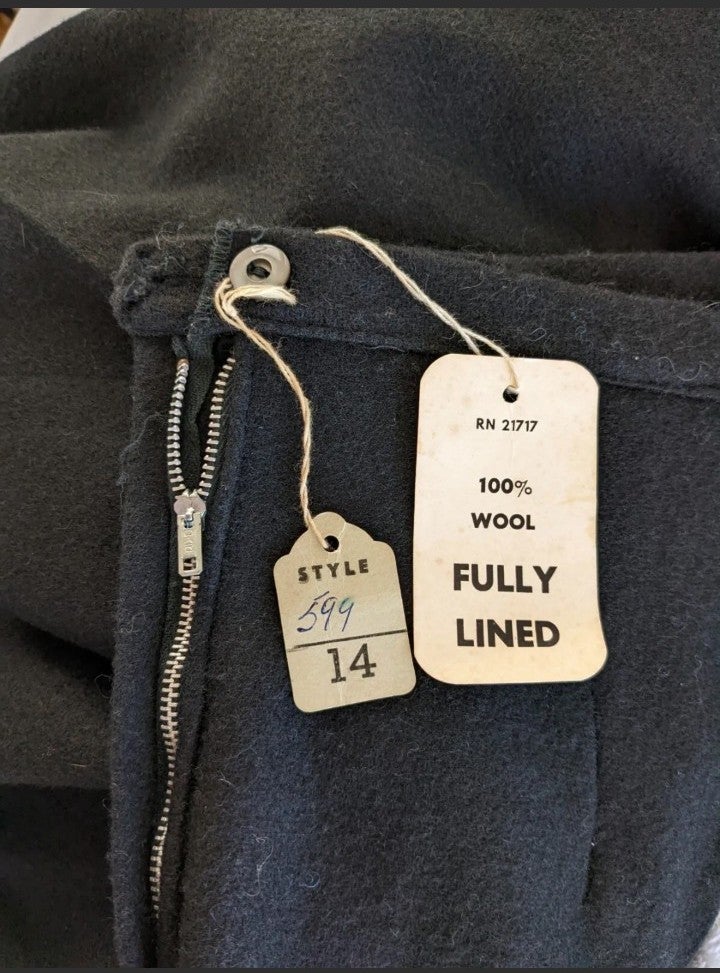 STYLE
599
14
RN 21717
100%
WOOL
FULLY
LINED